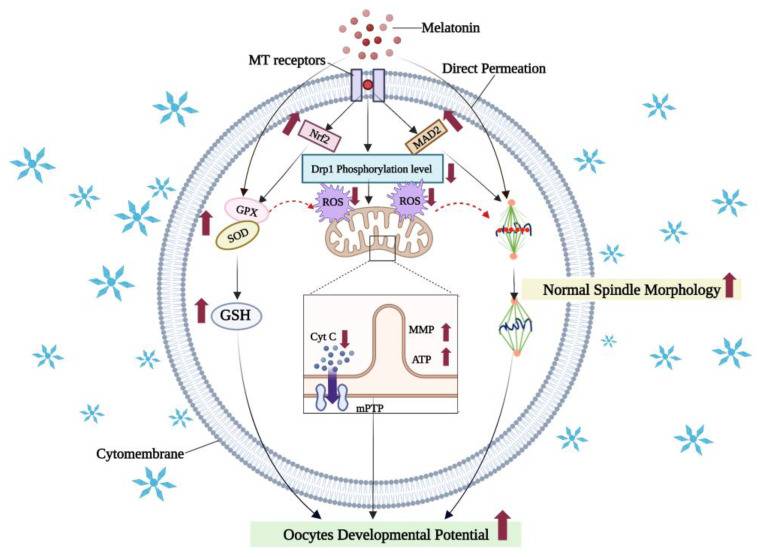 Melatonin
MT receptors
Direct Permeation
Nrf2
MAD2
Drp1 Phosphorylation level
ROS
ROS
GPX
SOD
Normal Spindle Morphology
GSH
Cyt C
MMP
ATP
mPTP
Cytomembrane
Oocytes Developmental Potential